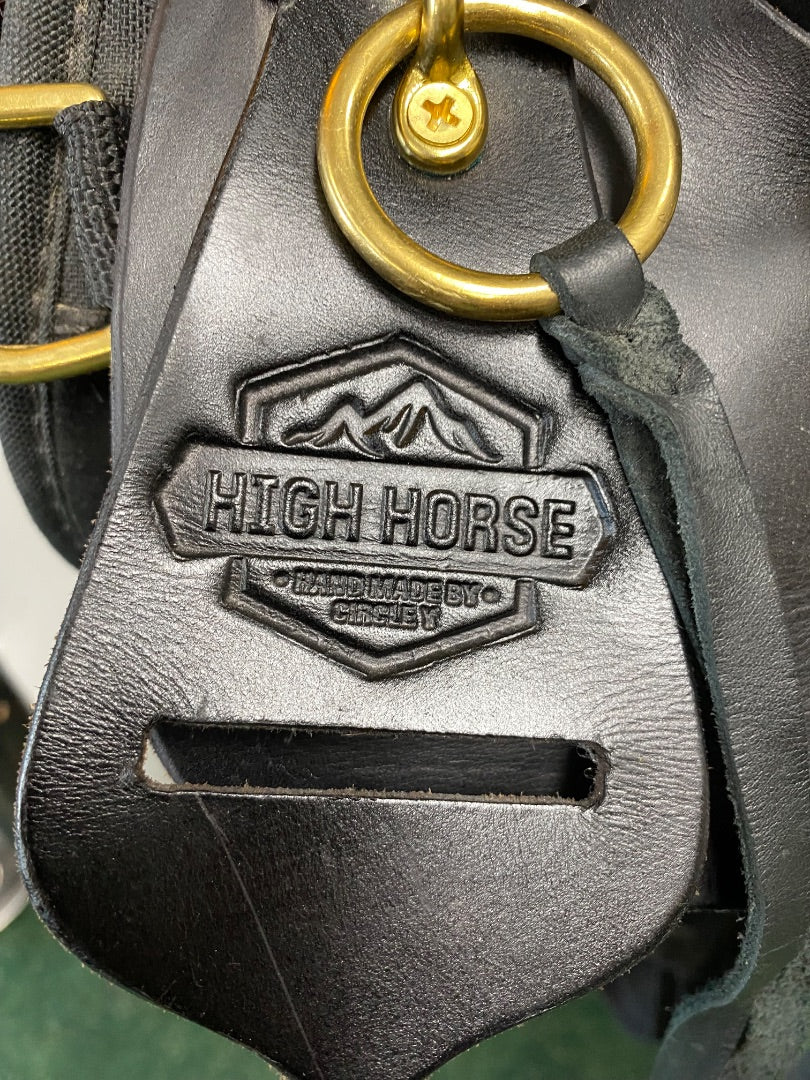 HIGH HORSE
• HAND MADE BY •
CIRCLE Y